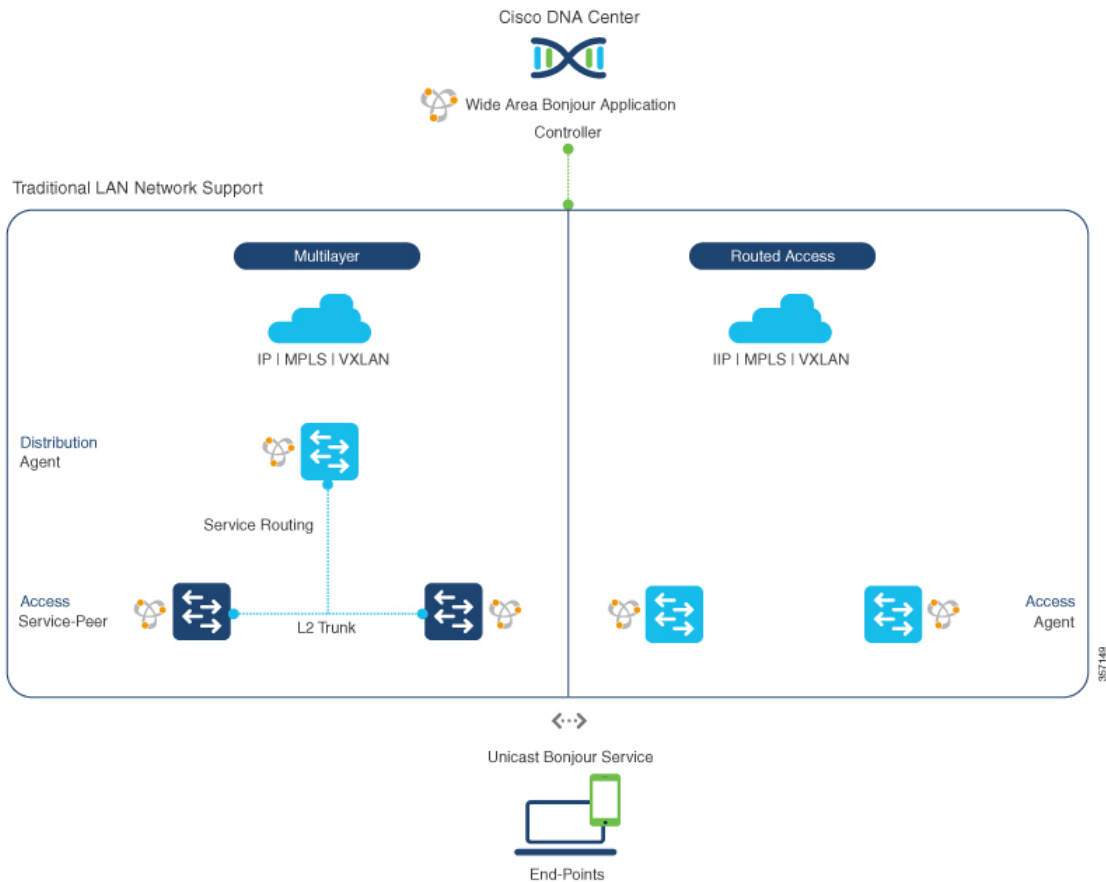 Cisco DNA Center
Wide Area Bonjour Application
Controller
Traditional LAN Network Support
Multilayer
Routed Access
IP | MPLS | VXLAN
IIP | MPLS | VXLAN
Distribution
Agent
Service Routing
Access
Service-Peer
L2 Trunk
Access
Agent
357149
Unicast Bonjour Service
End-Points